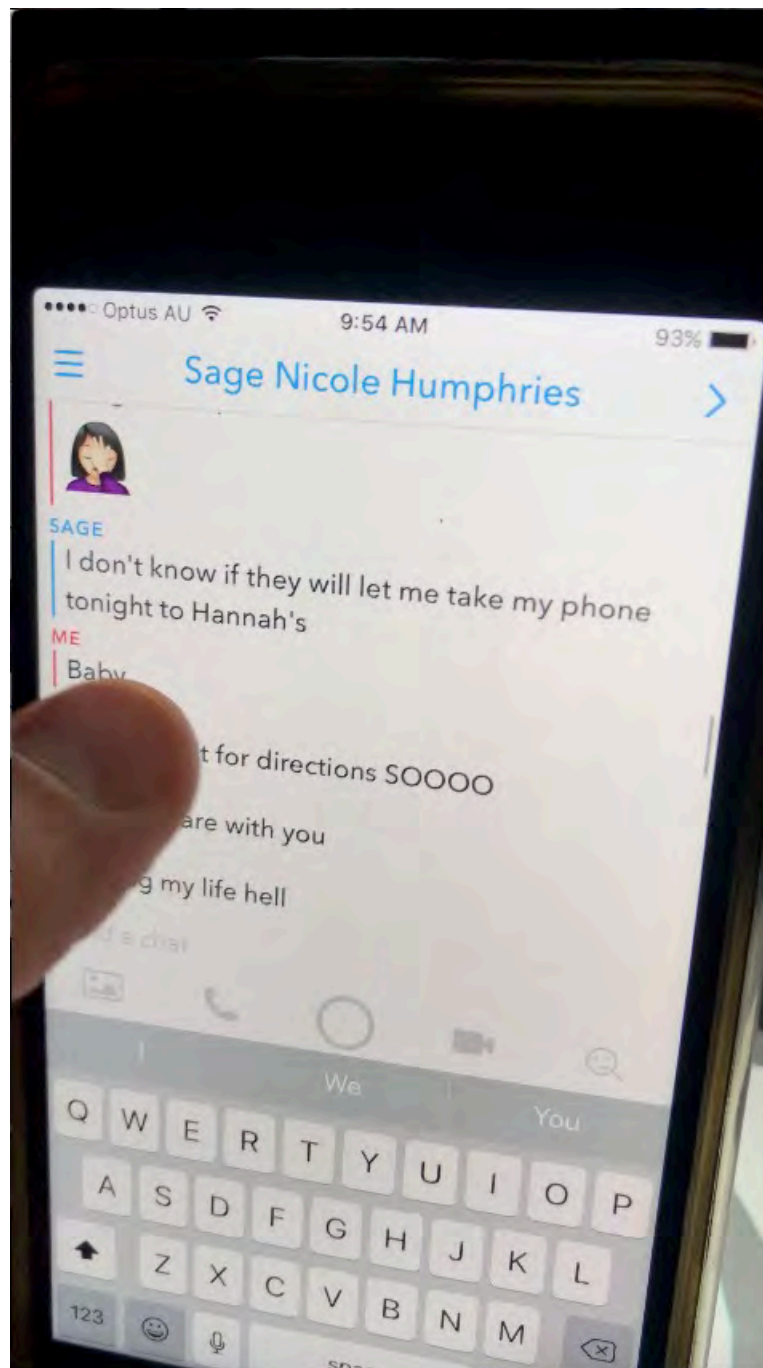 Optus AU 9:54 AM 93%
Sage Nicole Humphries
SAGE
I don't know if they will let me take my phone
tonight to Hannah's
ME
Baby
for directions SOOOO
are with you
my life hell
a chat
I We You
Q W E R T Y U I O P
A S D F G H J K L
Z X C V B N M
123